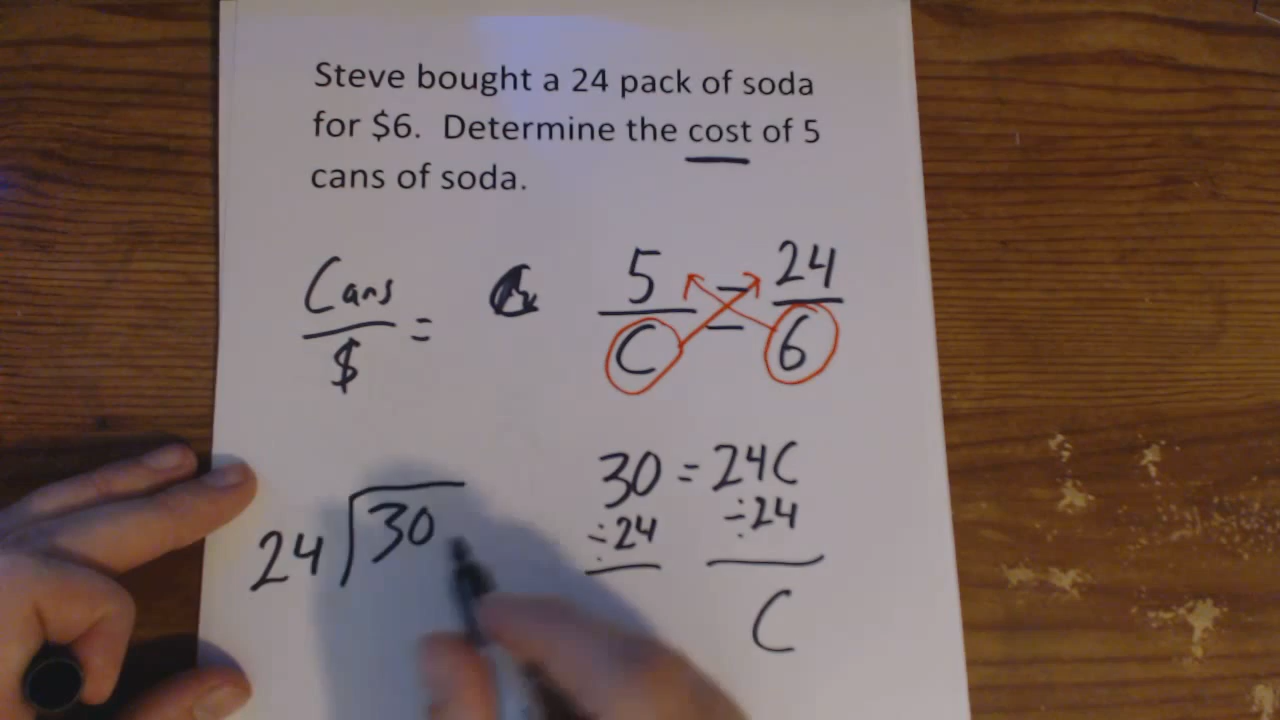 Steve bought a 24 pack of soda
for $6. Determine the cost of 5
cans of soda.
Cans
$
=
5
C
=
24
6
30 = 24C
÷24 ÷24
C
24
30